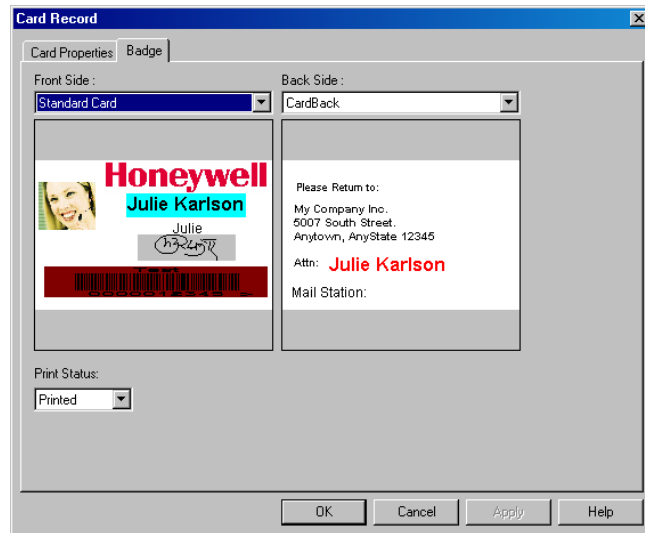 Card Record
Card Properties
Badge
Front Side :
Back Side :
Standard Card
CardBack
Honeywell
Julie Karlson
Julie
Please Return to:
My Company Inc.
5007 South Street.
Anytown, AnyState 12345
Attn: Julie Karlson
Mail Station:
Print Status:
Printed
OK
Cancel
Apply
Help